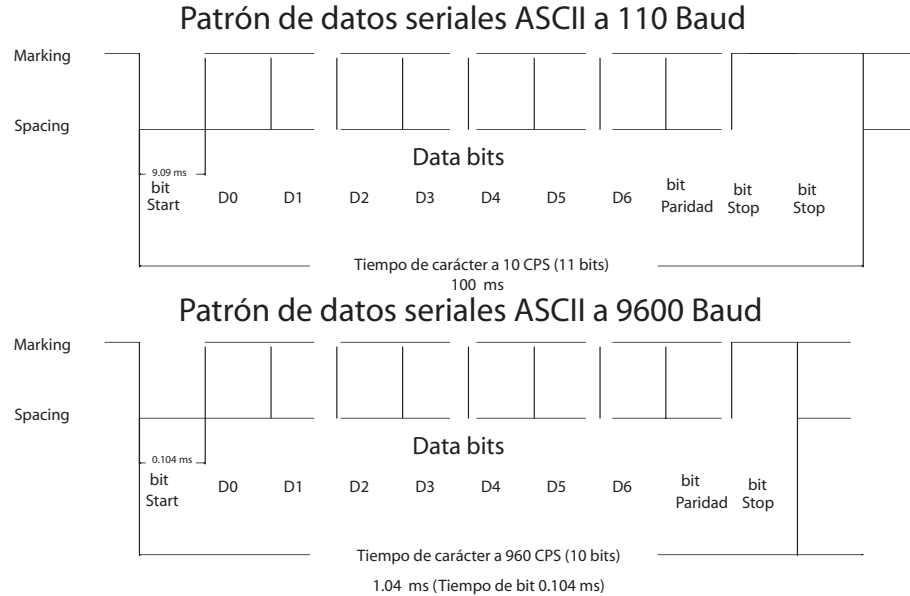 Patrón de datos seriales ASCII a 110 Baud
Marking
Spacing
Data bits
9.09 ms
bit
Start
D0
D1
D2
D3
D4
D5
D6
bit
Paridad
bit
Stop
bit
Stop
Tiempo de carácter a 10 CPS (11 bits)
100 ms
Patrón de datos seriales ASCII a 9600 Baud
Marking
Spacing
Data bits
0.104 ms
bit
Start
D0
D1
D2
D3
D4
D5
D6
bit
Paridad
bit
Stop
Tiempo de carácter a 960 CPS (10 bits)
1.04 ms (Tiempo de bit 0.104 ms)